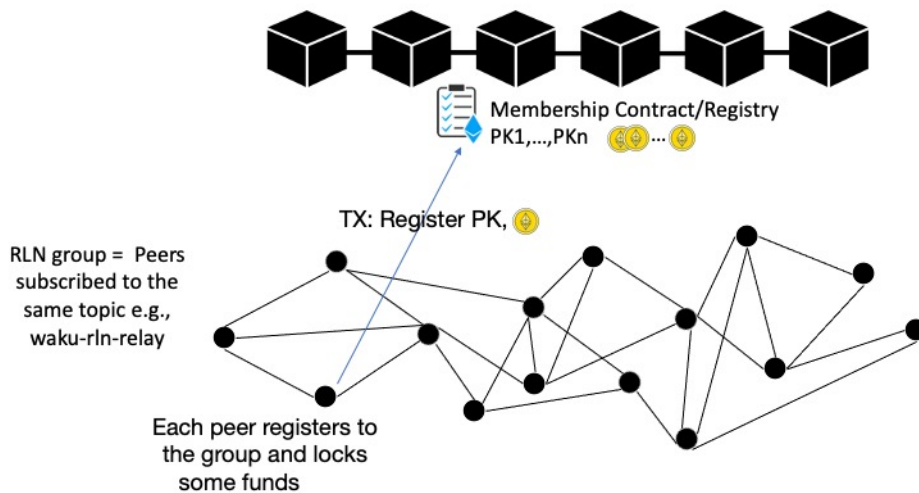 Membership Contract/Registry
PK1,...,PKn ...
TX: Register PK,
RLN group = Peers
subscribed to the
same topic e.g.,
waku-rln-relay
Each peer registers to
the group and locks
some funds